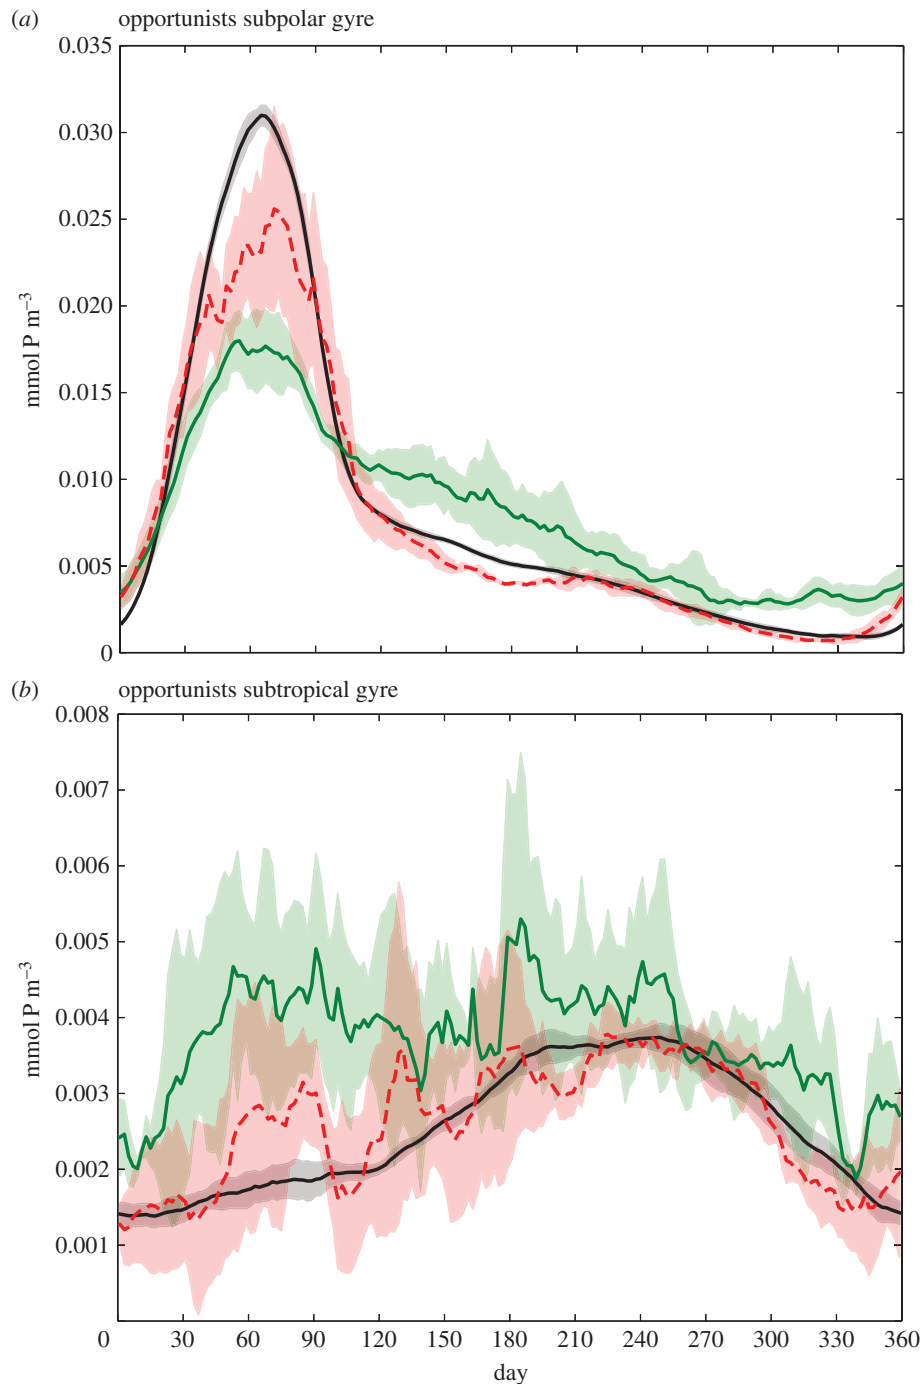 (a) opportunists subpolar gyre
0.035
0.030
0.025
0.020
0.015
0.010
0.005
0
mmol P m−3
(b) opportunists subtropical gyre
0.008
0.007
0.006
0.005
0.004
0.003
0.002
0.001
mmol P m−3
0 30 60 90 120 150 180 210 240 270 300 330 360
day